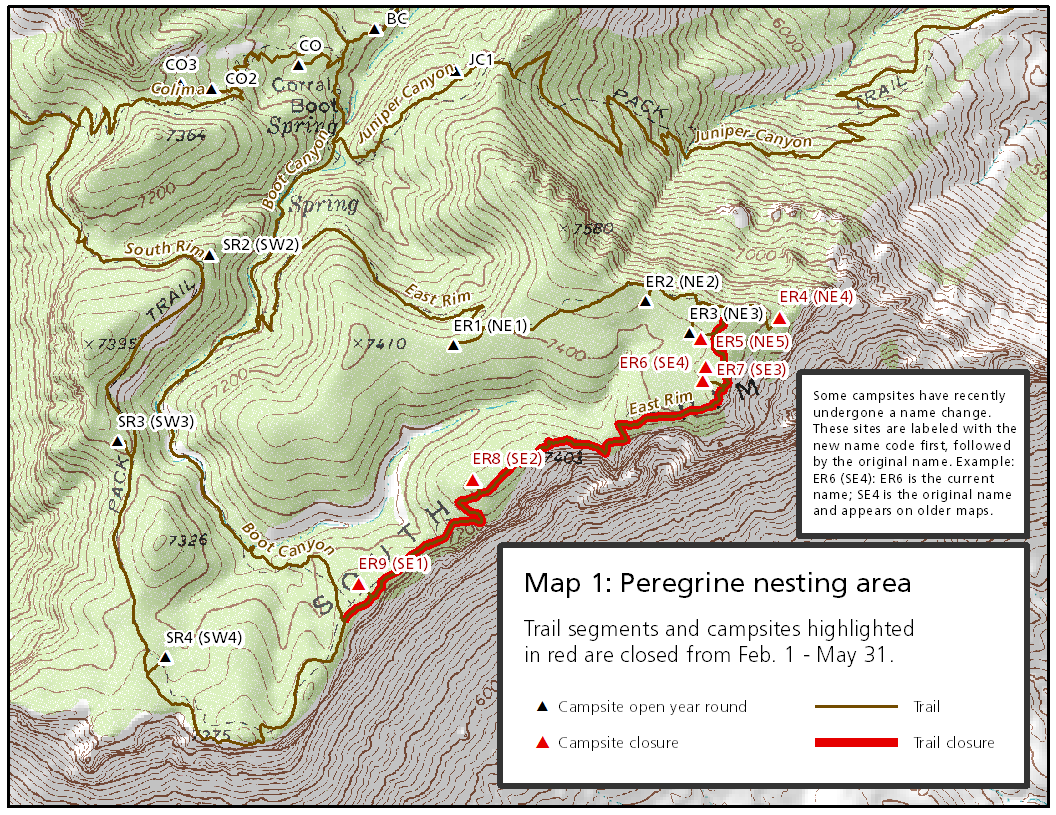 BC
CO
JC1
CO3
CO2
Colima
Corral
Boot
Spring
Juniper Canyon
6000
PACK
TRAIL
Juniper Canyon
7364
7200
Boot Canyon
Spring
7580
7000
South Rim
SR2 (SW2)
TRAIL
East Rim
ER2 (NE2)
ER4 (NE4)
ER3 (NE3)
ER1 (NE1)
7395
7410
7400
ER5 (NE5)
ER6 (SE4)
ER7 (SE3)
7200
M
East Rim
SR3 (SW3)
PACK
ER8 (SE2)
7403
7326
Boot Canyon
S U T H
ER9 (SE1)
SR4 (SW4)
7275
Some campsites have recently
undergone a name change.
These sites are labeled with the
new name code first, followed
by the original name. Example:
ER6 (SE4): ER6 is the current
name; SE4 is the original name
and appears on older maps.
Map 1: Peregrine nesting area
Trail segments and campsites highlighted
in red are closed from Feb. 1 - May 31.
Campsite open year round
Trail
Campsite closure
Trail closure